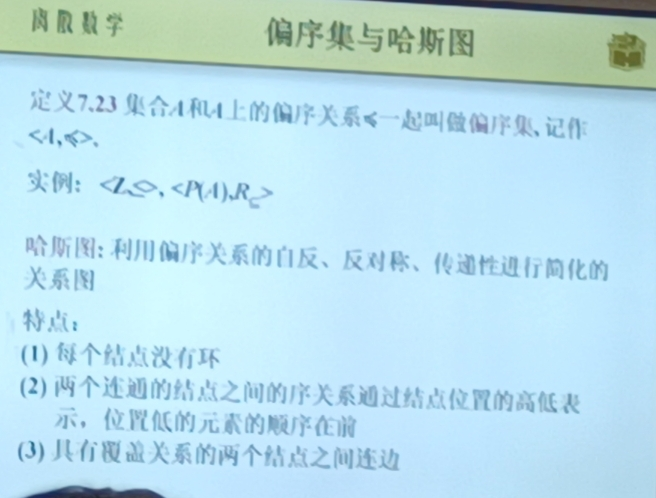 离散数学
偏序集与哈斯图
定义7.23 集合A和A上的偏序关系≼一起叫做偏序集, 记作
<A,≼>.
实例: <Z,≤>, <P(A),R⊆>
哈斯图: 利用偏序关系的自反、反对称、传递性进行简化的
关系图
特点:
(1) 每个结点没有环
(2) 两个连通的结点之间的序关系通过结点位置的高低表
示，位置低的元素的顺序在前
(3) 具有覆盖关系的两个结点之间连边